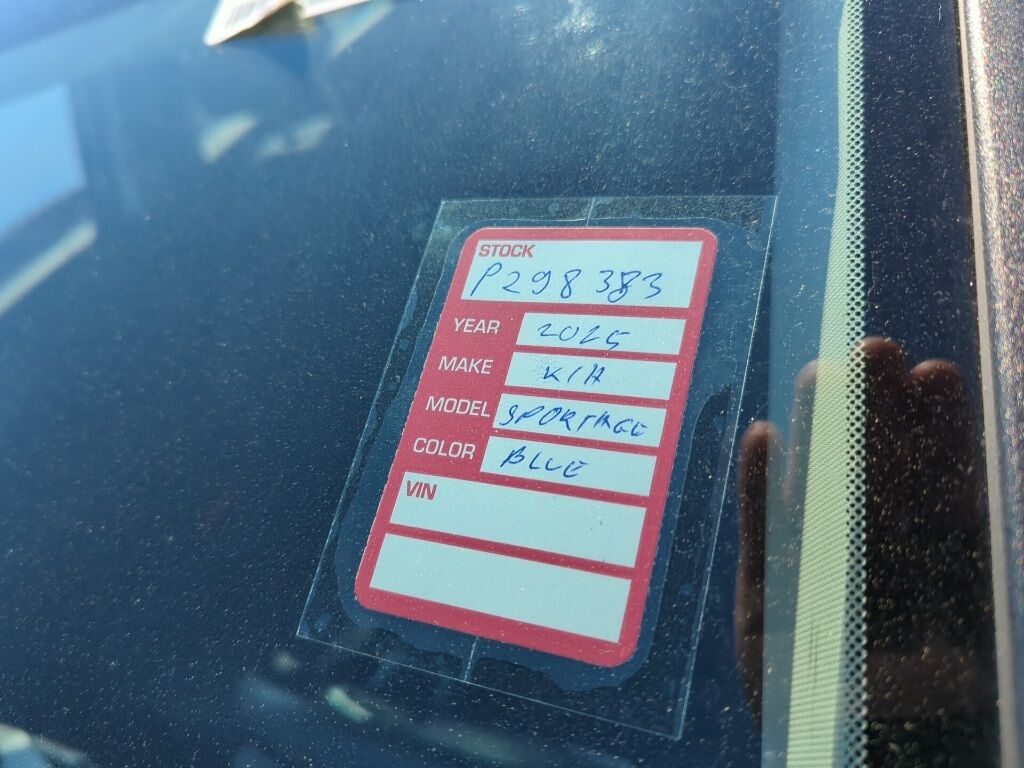 STOCK
P298383
YEAR 2025
MAKE KIA
MODEL SPORTAGE
COLOR BLUE
VIN